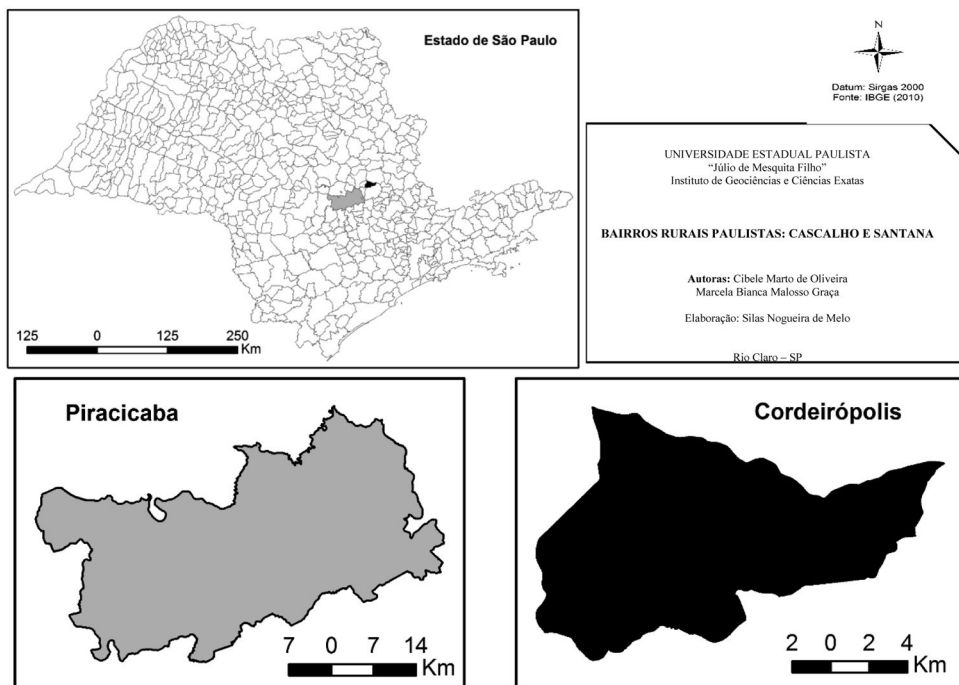 Estado de São Paulo
125 0 125 250
Km
N
Datum: Sirgas 2000
Fonte: IBGE (2010)
UNIVERSIDADE ESTADUAL PAULISTA
“Júlio de Mesquita Filho”
Instituto de Geociências e Ciências Exatas
BAIRROS RURAIS PAULISTAS: CASCALHO E SANTANA
Autoras: Cibele Marto de Oliveira
Marcela Bianca Malosso Graça
Elaboração: Silas Nogueira de Melo
Rio Claro – SP
Piracicaba
7 0 7 14
Km
Cordeirópolis
2 0 2 4
Km